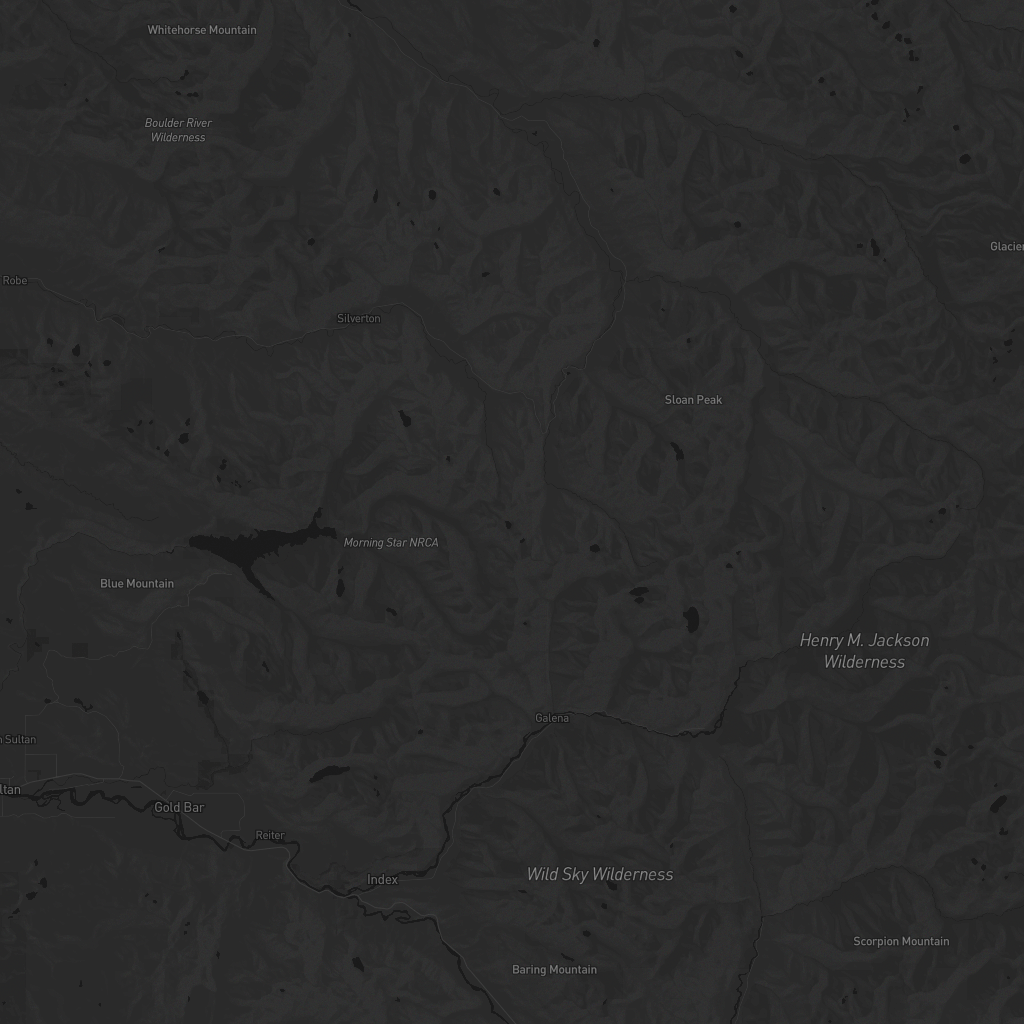 Whitehorse Mountain
Boulder River
Wilderness
Glacier
Robe
Silverton
Sloan Peak
Morning Star NRCA
Blue Mountain
Henry M. Jackson
Wilderness
Galena
Sultan
ltan
Gold Bar
Reiter
Index
Wild Sky Wilderness
Scorpion Mountain
Baring Mountain